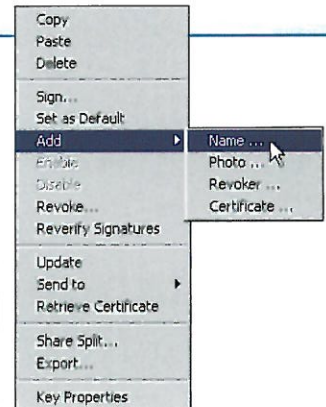 Copy
Paste
Delete
Sign...
Set as Default
Add
Enable
Disable
Revoke...
Reverify Signatures
Update
Send to
Retrieve Certificate
Share Split...
Export...
Key Properties
Name ...
Photo ...
Revoker ...
Certificate ...